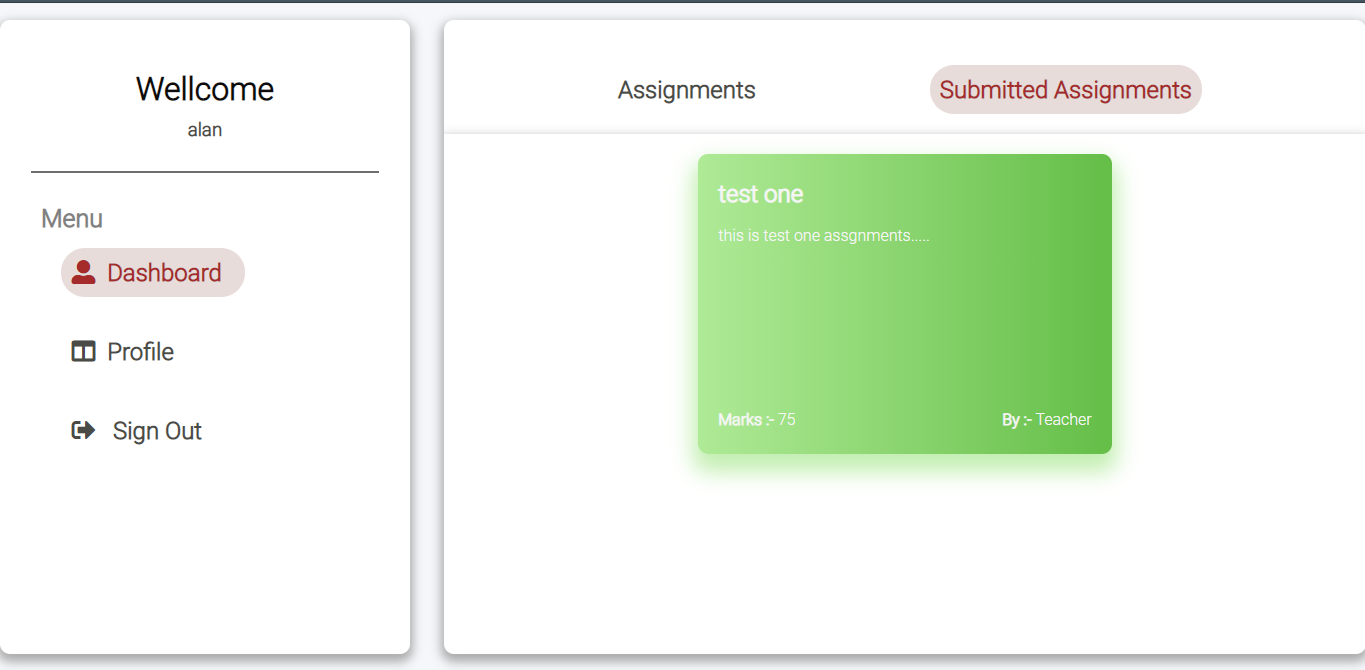 Wellcome
alan
Menu
Dashboard
Profile
Sign Out
Assignments
Submitted Assignments
test one
this is test one assgnments.....
Marks :- 75
By :- Teacher